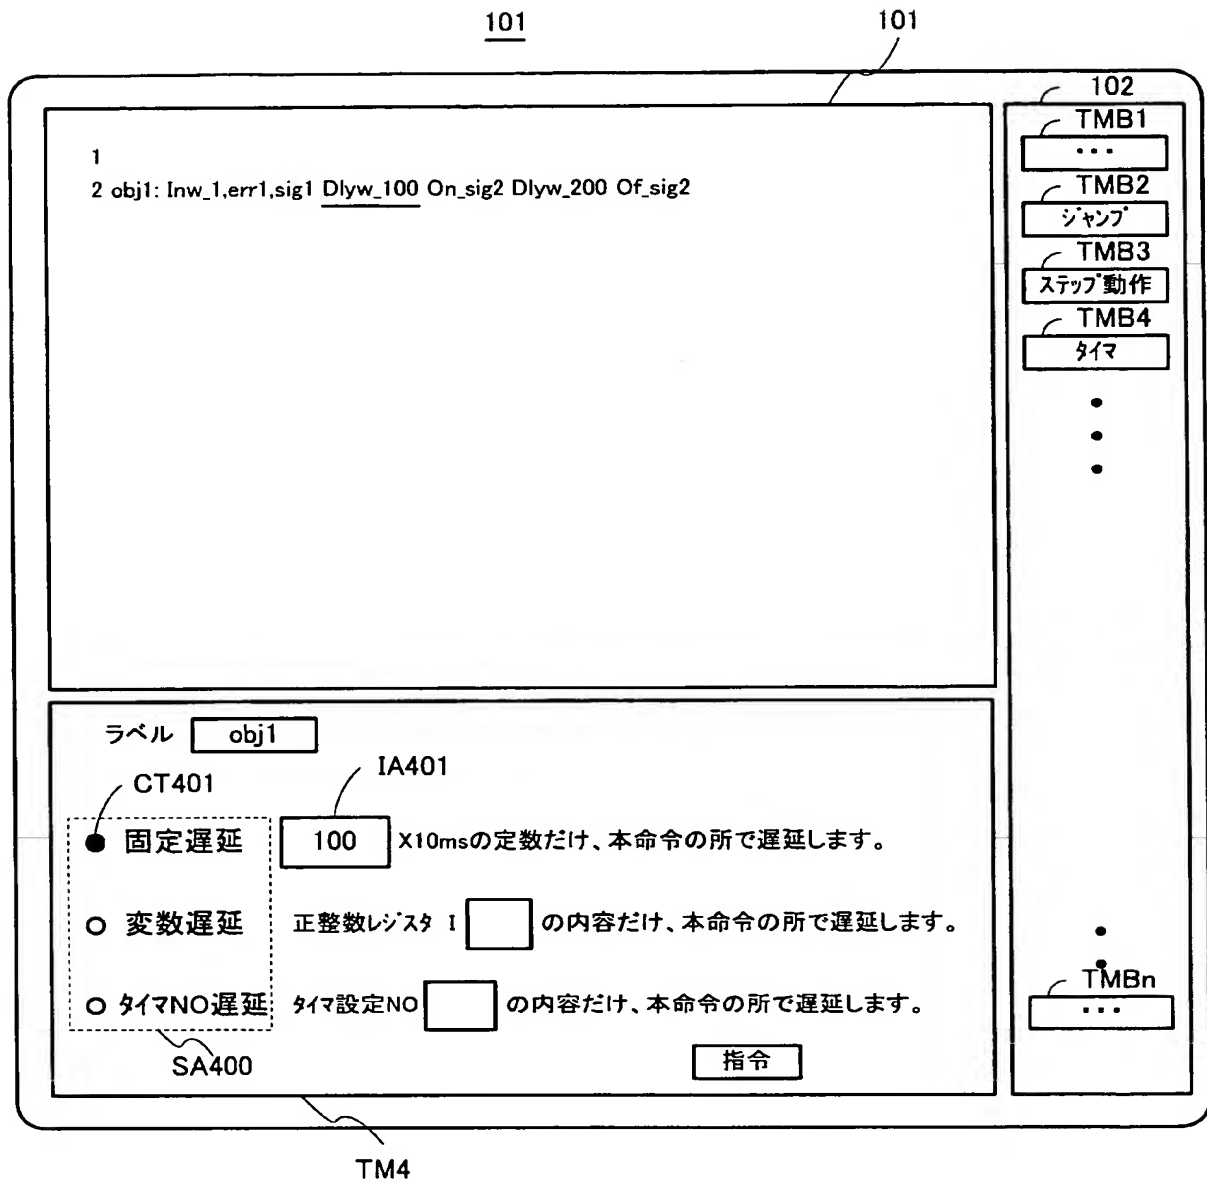 101
101
102
TMB1
･･･
TMB2
ｼﾞｬﾝﾌﾟ
TMB3
ｽﾃｯﾌﾟ動作
TMB4
ﾀｲﾏ
TMBn
･･･
1
2 obj1: Inw_1,err1,sig1 Dlyw_100 On_sig2 Dlyw_200 Of_sig2
ラベル obj1
CT401
IA401
固定遅延 100 X10msの定数だけ、本命令の所で遅延します。
変数遅延 正整数ﾚｼﾞｽﾀ I の内容だけ、本命令の所で遅延します。
ﾀｲﾏNO遅延 ﾀｲﾏ設定NO の内容だけ、本命令の所で遅延します。
SA400
指令
TM4